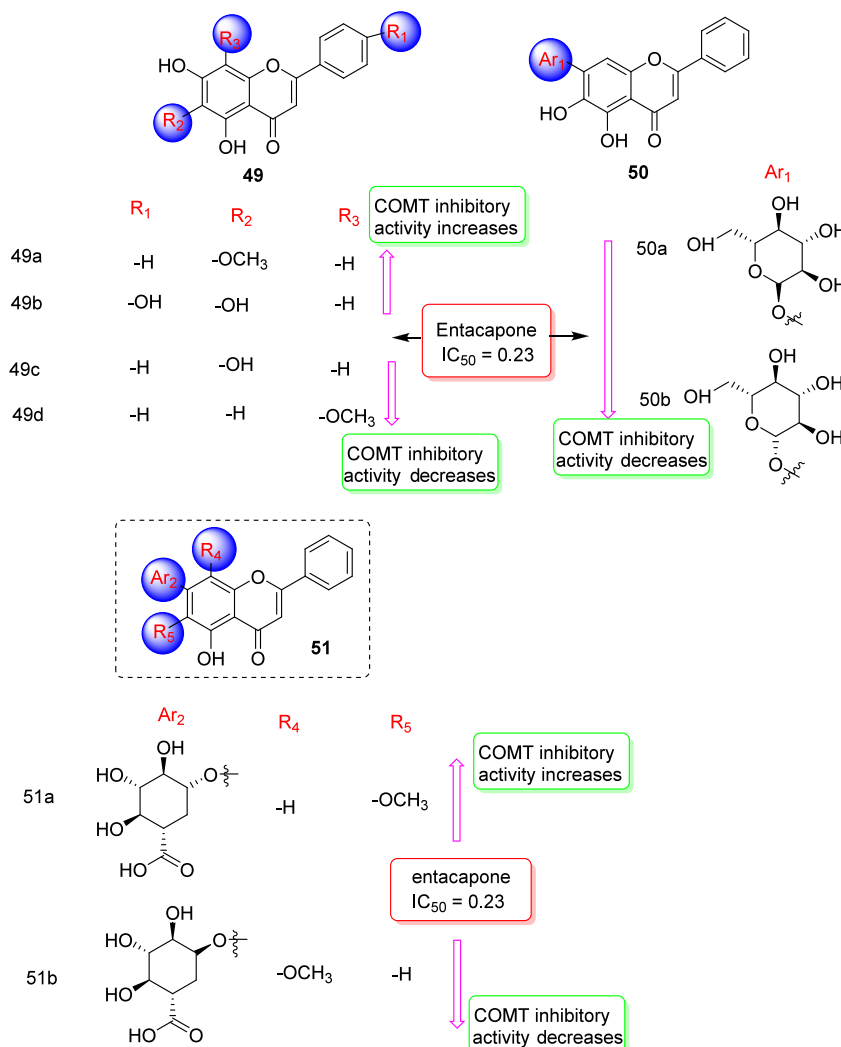 R3
R1
Ar1
O
HO
R2
OH
O
49
O
HO
OH
O
50
R1
R2
R3
COMT inhibitory
activity increases
Ar1
49a
-H
-OCH3
-H
49b
-OH
-OH
-H
49c
-H
-OH
-H
49d
-H
-H
-OCH3
Entacapone
IC50 = 0.23
COMT inhibitory
activity decreases
COMT inhibitory
activity decreases
50a
OH
OH
OH
O
OH
O
50b
OH
OH
OH
O
OH
O
R4
Ar2
O
R5
OH
O
51
Ar2
R4
R5
51a
OH
O
HO
HO
HO
O
-H
-OCH3
COMT inhibitory
activity increases
entacapone
IC50 = 0.23
51b
OH
O
HO
HO
HO
O
-OCH3
-H
COMT inhibitory
activity decreases